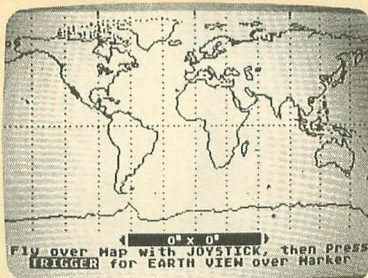 0° x 0°
Fly over Map with JOYSTICK, then Press
TRIGGER for EARTH VIEW over Marker